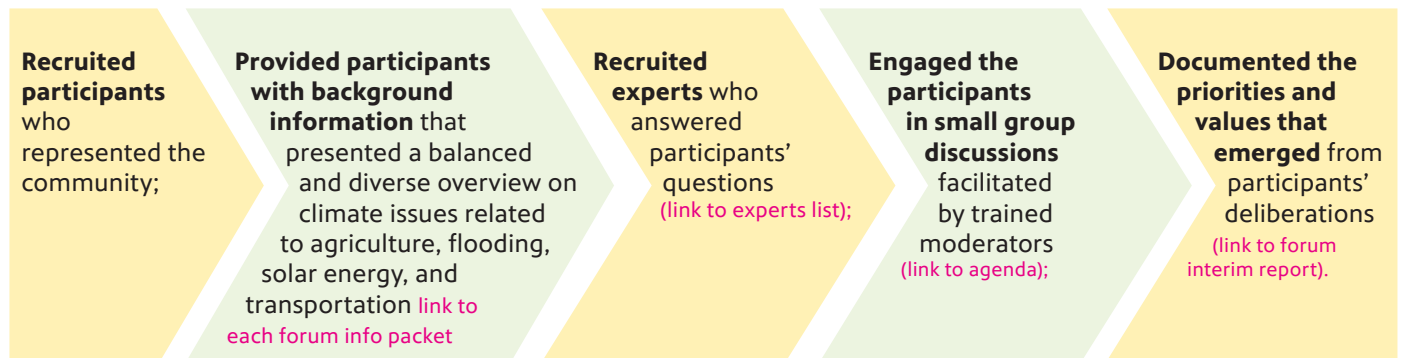 Recruited
participants
who
represented the
community;
Provided participants
with background
information that
presented a balanced
and diverse overview on
climate issues related
to agriculture, flooding,
solar energy, and
transportation link to
each forum info packet
Recruited
experts who
answered
participants’
questions
(link to experts list);
Engaged the
participants
in small group
discussions
facilitated
by trained
moderators
(link to agenda);
Documented the
priorities and
values that
emerged from
participants’
deliberations
(link to forum
interim report).